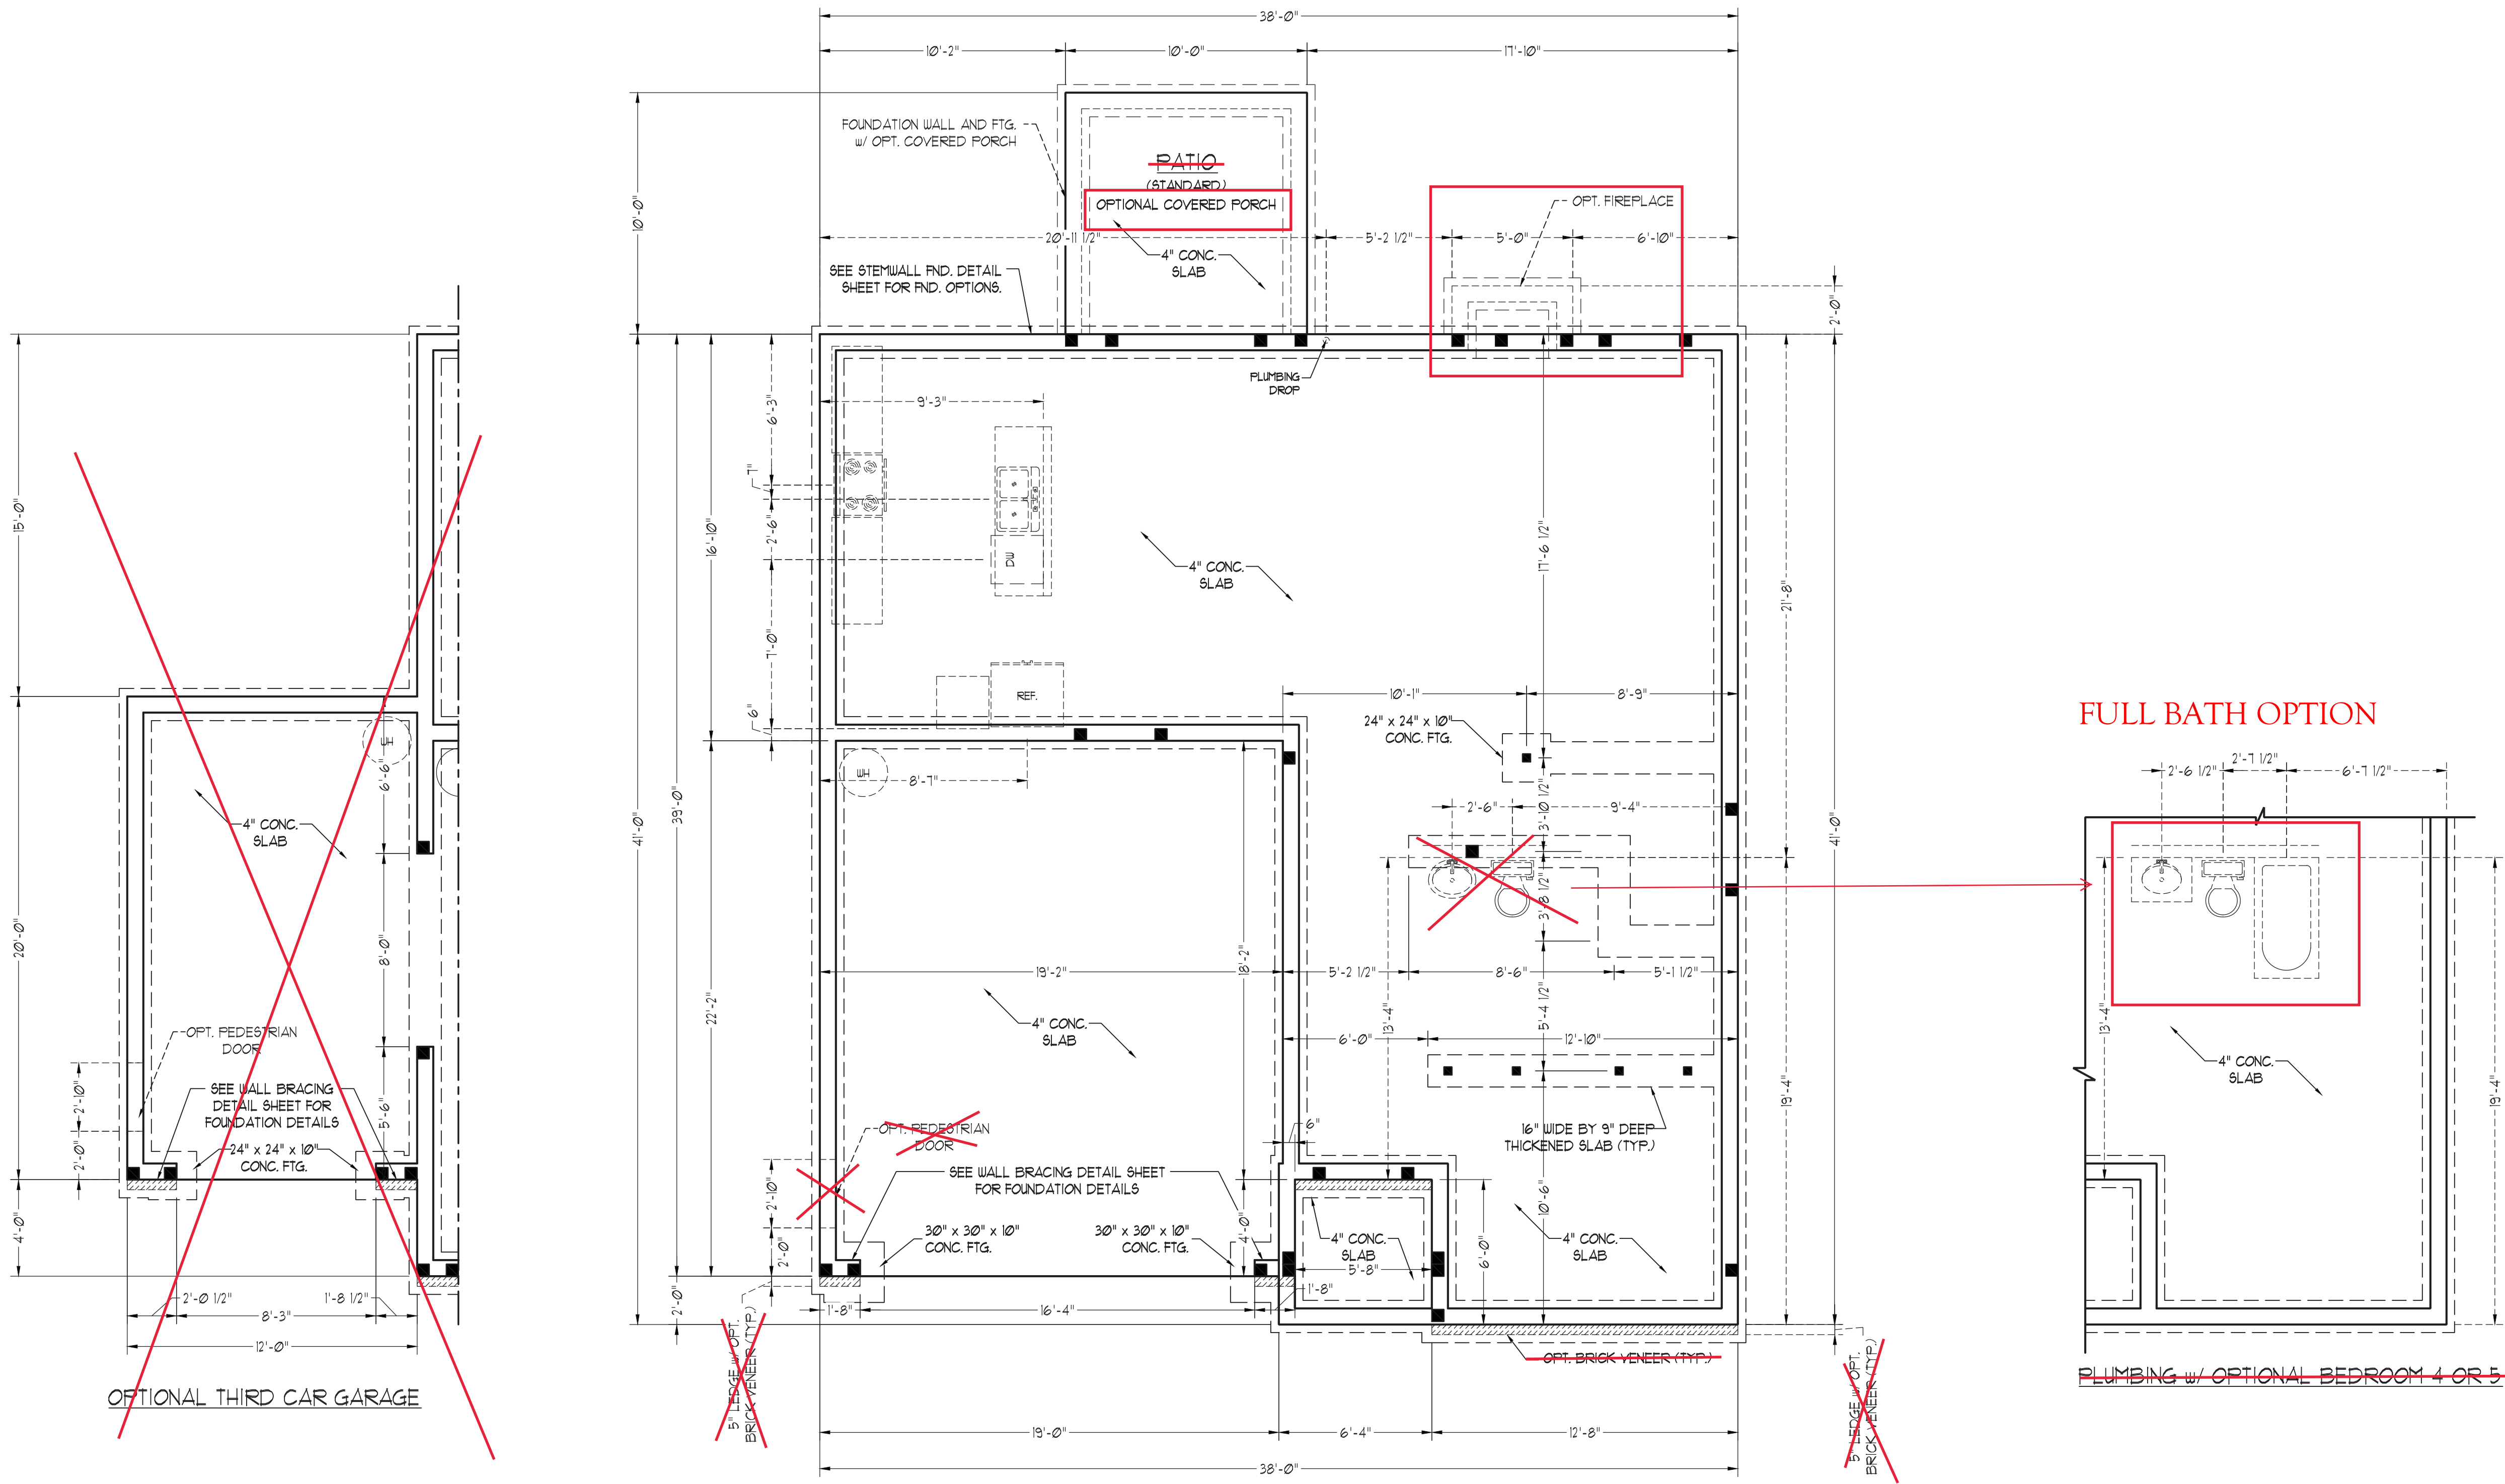 38'-0"
10'-2"
10'-0"
17'-10"
FOUNDATION WALL AND FTG.
w/ OPT. COVERED PORCH
PATIO
(STANDARD)
OPTIONAL COVERED PORCH
OPT. FIREPLACE
10'-0"
20'-11 1/2"
5'-2 1/2"
5'-0"
6'-10"
4" CONC.
SLAB
SEE STEMWALL FND. DETAIL
SHEET FOR FND. OPTIONS.
2'-0"
PLUMBING
DROP
9'-3"
6'-3"
7"
2'-6"
7'-0"
6"
16'-10"
39'-0"
41'-0"
22'-2"
DW
4" CONC.
SLAB
REF.
17'-6 1/2"
21'-8"
41'-0"
10'-1"
8'-9"
24" x 24" x 10"
CONC. FTG.
WH
8'-7"
2'-6"
9'-4"
3'-10 1/2"
3'-8 1/2"
19'-2"
18'-2"
5'-2 1/2"
8'-6"
5'-1 1/2"
4" CONC.
SLAB
13'-4"
5'-4 1/2"
6'-0"
12'-10"
19'-4"
16" WIDE BY 9" DEEP
THICKENED SLAB (TYP.)
OPT. PEDESTRIAN
DOOR
6"
SEE WALL BRACING DETAIL SHEET
FOR FOUNDATION DETAILS
2'-10"
2'-0"
30" x 30" x 10"
CONC. FTG.
30" x 30" x 10"
CONC. FTG.
4'-0"
4" CONC.
SLAB
5'-8"
6'-0"
10'-6"
4" CONC.
SLAB
2'-0"
1'-8"
16'-4"
1'-8"
5" LEDGE w/ OPT.
BRICK VENEER (TYP.)
OPT. BRICK VENEER (TYP.)
5" LEDGE w/ OPT.
BRICK VENEER (TYP.)
19'-0"
6'-4"
12'-8"
38'-0"
15'-0"
20'-0"
4'-0"
WH
6'-6"
4" CONC.
SLAB
8'-0"
OPT. PEDESTRIAN
DOOR
2'-10"
2'-0"
SEE WALL BRACING
DETAIL SHEET FOR
FOUNDATION DETAILS
5'-6"
24" x 24" x 10"
CONC. FTG.
2'-0 1/2"
8'-3"
1'-8 1/2"
12'-0"
OPTIONAL THIRD CAR GARAGE
FULL BATH OPTION
2'-6 1/2"
2'-7 1/2"
6'-7 1/2"
13'-4"
4" CONC.
SLAB
19'-4"
PLUMBING w/ OPTIONAL BEDROOM 4 OR 5